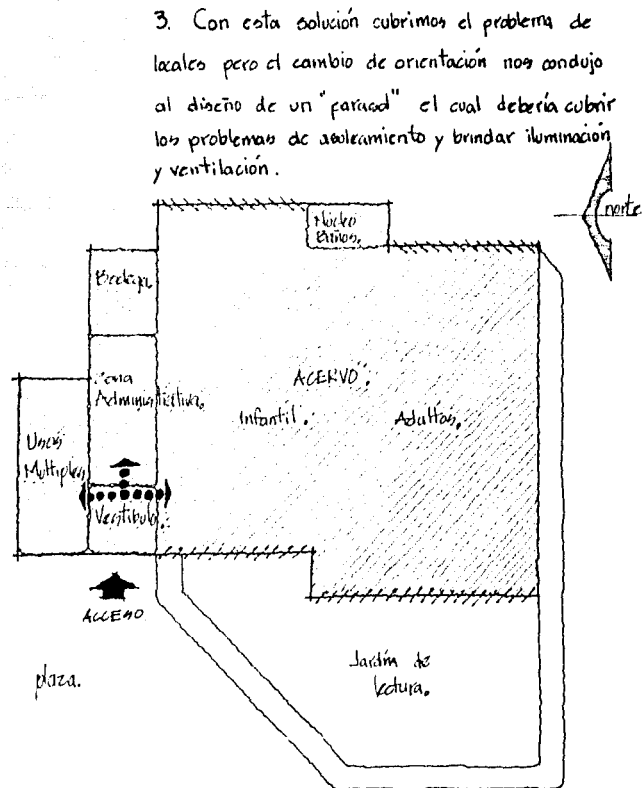 3. Con esta solución cubrimos el problema de
locales pero el cambio de orientación nos condujo
al diseño de un "parasol" el cual debería cubrir
los problemas de asoleamiento y brindar iluminación
y ventilación.
norte
Núcleo
Baños.
Bodega
Zona
Administrativa.
ACERVO.
Infantil.
Adultos.
Usos
Multiples
Vestibulo.
ACCESO
Jardín de
lectura.
plaza.